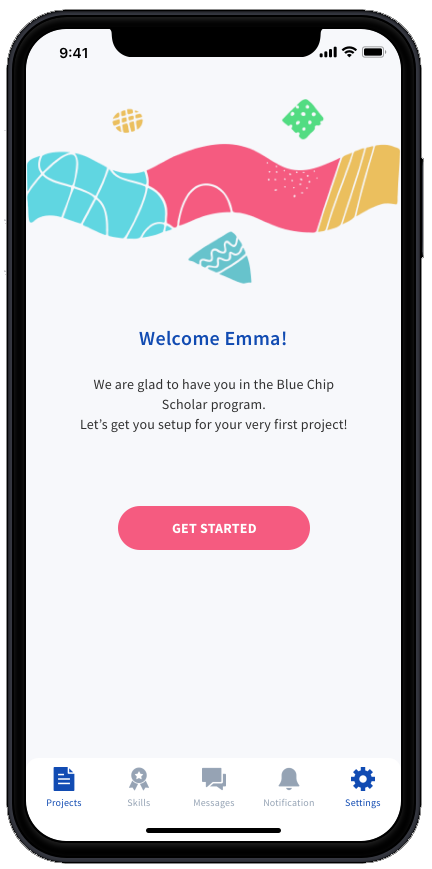 9:41
Welcome Emma!
We are glad to have you in the Blue Chip
Scholar program.
Let’s get you setup for your very first project!
GET STARTED
Projects Skills Messages Notification Settings